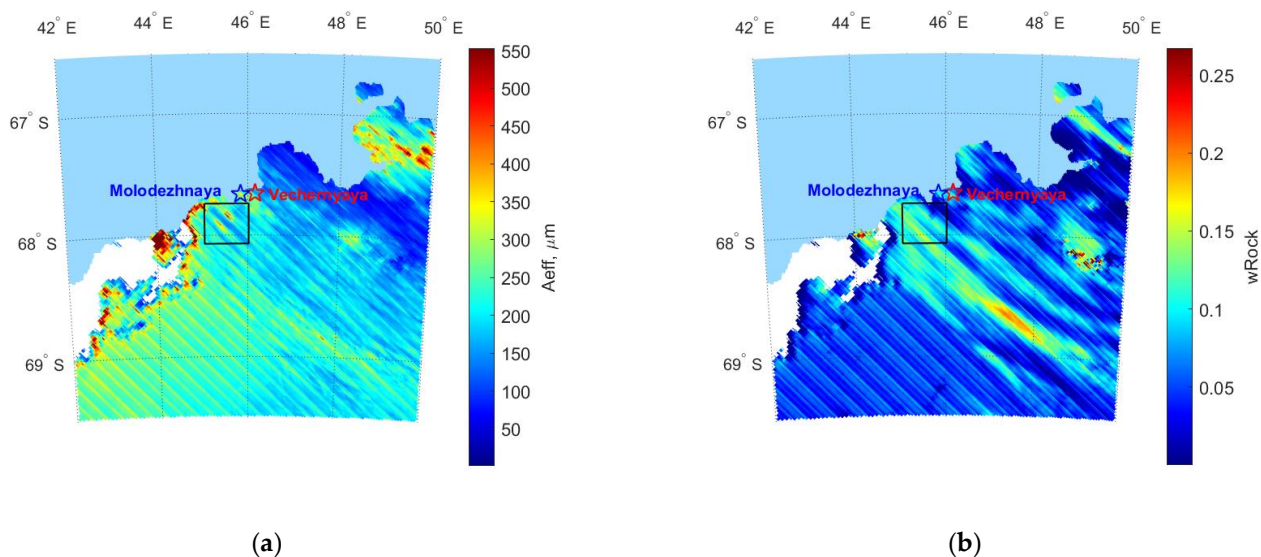 42° E 44° 46° 48° 50° E
67° S
68° S
69° S
Molodezhnaya
Vechernyaya
550
500
450
400
350
300
250
200
150
100
50
Aeff, μm
(a)
42° E 44° 46° 48° 50° E
67° S
68° S
69° S
Molodezhnaya
Vechernyaya
0.25
0.2
0.15
0.1
0.05
wRock
(b)